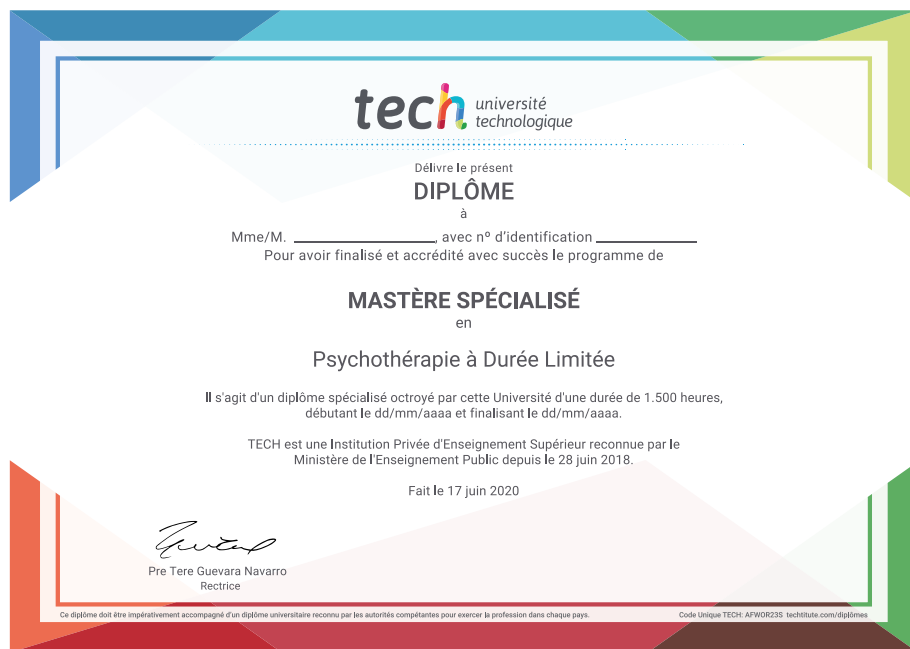 tech université
technologique
Délivre le présent
DIPLÔME
à
Mme/M. ____________, avec nº d'identification ____________
Pour avoir finalisé et accrédité avec succès le programme de
MASTÈRE SPÉCIALISÉ
en
Psychothérapie à Durée Limitée
Il s'agit d'un diplôme spécialisé octroyé par cette Université d'une durée de 1.500 heures,
débutant le dd/mm/aaaa et finalisant le dd/mm/aaaa.
TECH est une Institution Privée d'Enseignement Supérieur reconnue par le
Ministère de l'Enseignement Public depuis le 28 juin 2018.
Fait le 17 juin 2020
Pre Tere Guevara Navarro
Rectrice
Ce diplôme doit être impérativement accompagné d'un diplôme universitaire reconnu par les autorités compétantes pour exercer la profession dans chaque pays. Code Unique TECH: AFWOR23S techtitute.com/diplômes